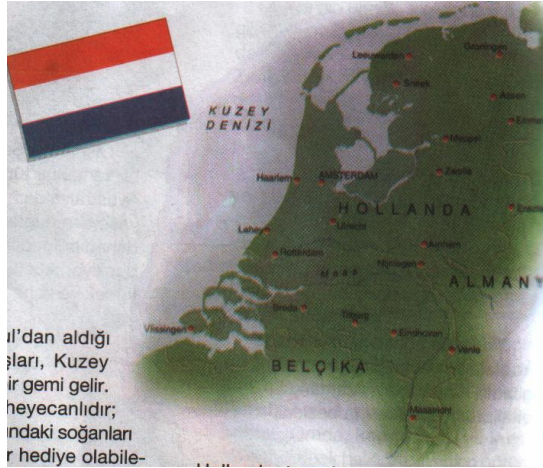 KUZEY
DENİZİ
Leeuwarden
Groningen
Sneek
Assen
Meppel
Zwolle
Haarlem
AMSTERDAM
HOLLANDA
Lahey
Utrecht
Rotterdam
Arnhem
Nijmegen
Maas
ALMANY
Breda
Tilburg
Vlissingen
Eindhoven
Venlo
BELÇİKA
Maastricht
ul'dan aldığı
şları, Kuzey
ir gemi gelir.
heyecanlıdır;
ındaki soğanları
r hediye olabile-